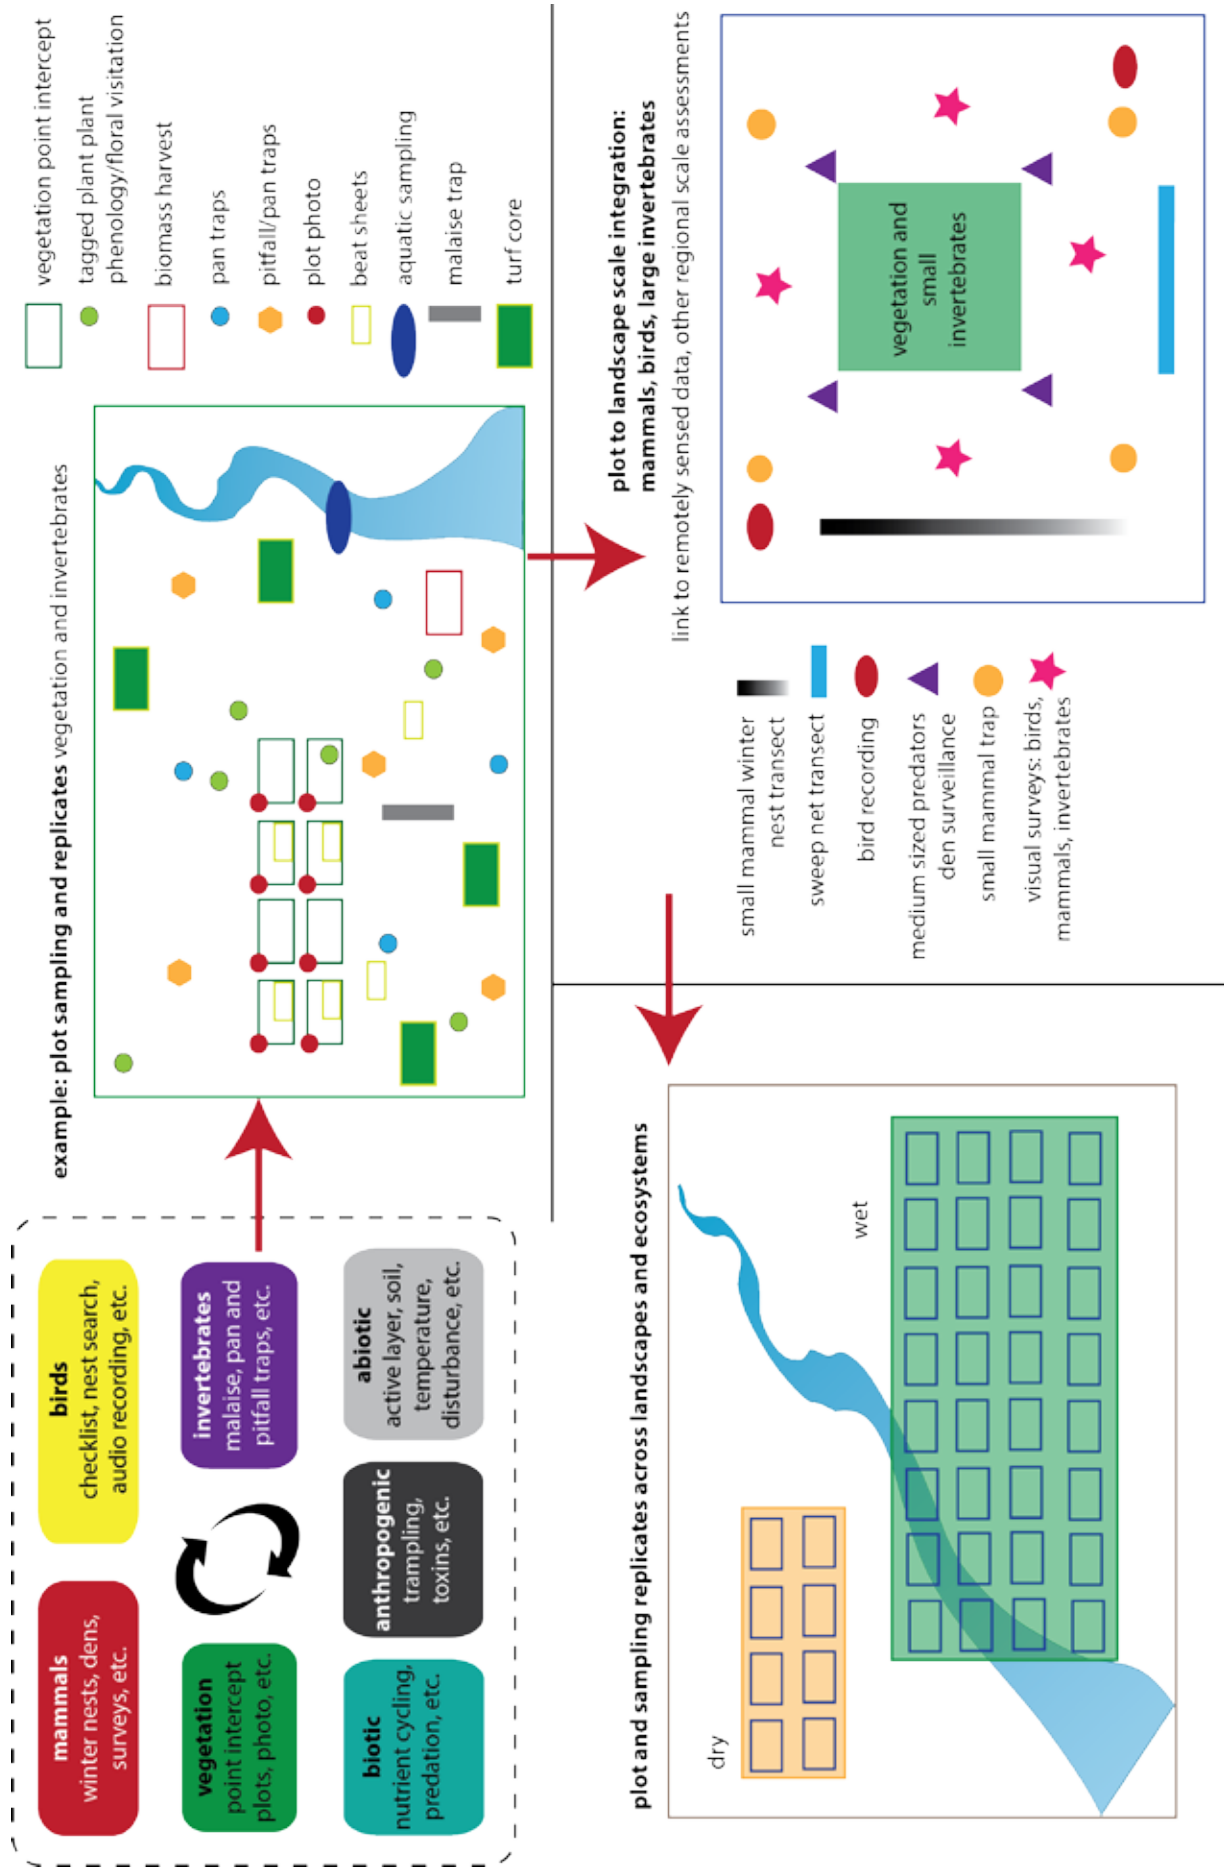 mammals
winter nests, dens,
surveys, etc.
birds
checklist, nest search,
audio recording, etc.
vegetation
point intercept
plots, photo, etc.
invertebrates
malaise, pan and
pitfall traps, etc.
biotic
nutrient cycling,
predation, etc.
anthropogenic
trampling,
toxins, etc.
abiotic
active layer, soil,
temperature,
disturbance, etc.
example: plot sampling and replicates vegetation and invertebrates
vegetation point intercept
tagged plant plant
phenology/floral visitation
biomass harvest
pan traps
pitfall/pan traps
plot photo
beat sheets
aquatic sampling
malaise trap
turf core
plot and sampling replicates across landscapes and ecosystems
dry
wet
plot to landscape scale integration:
mammals, birds, large invertebrates
link to remotely sensed data, other regional scale assessments
small mammal winter
nest transect
sweep net transect
bird recording
medium sized predators
den surveillance
small mammal trap
visual surveys: birds,
mammals, invertebrates
vegetation and
small
invertebrates